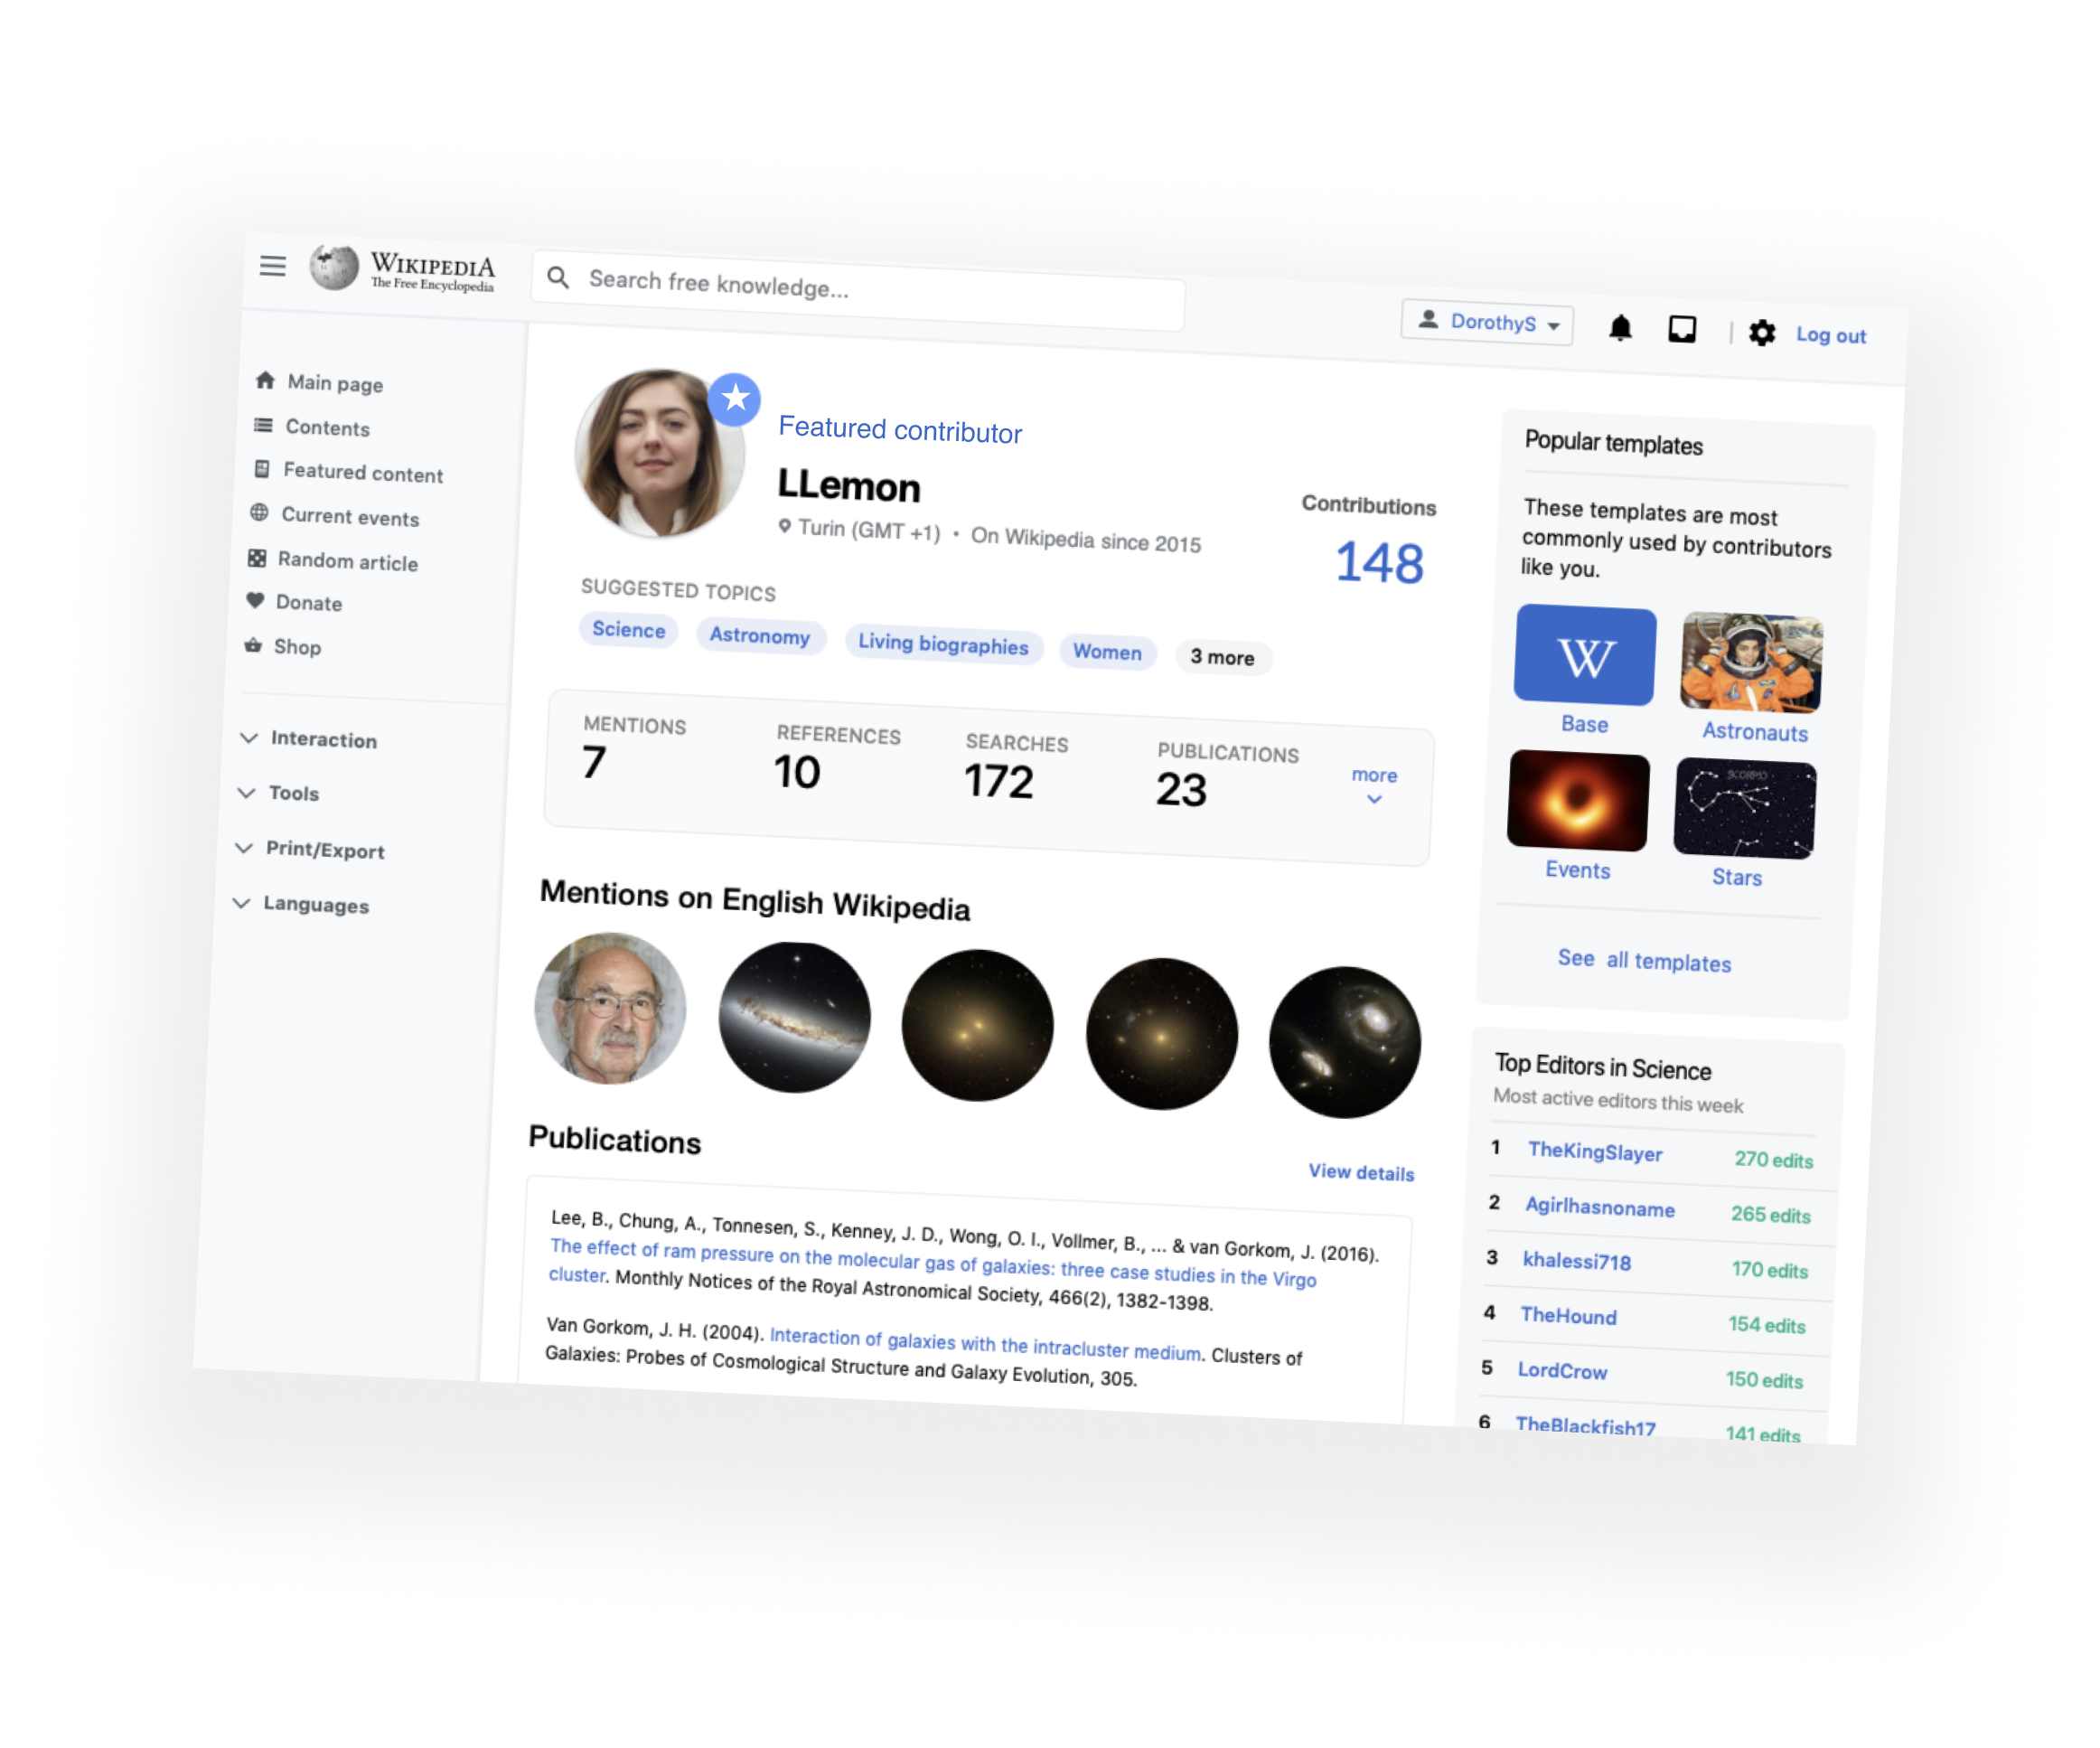 WIKIPEDIA
The Free Encyclopedia
Search free knowledge...
DorothyS
Log out
Main page
Contents
Featured content
Current events
Random article
Donate
Shop
Interaction
Tools
Print/Export
Languages
Featured contributor
LLemon
Turin (GMT +1) • On Wikipedia since 2015
Contributions
148
SUGGESTED TOPICS
Science Astronomy Living biographies Women 3 more
MENTIONS REFERENCES SEARCHES PUBLICATIONS
7 10 172 23
more
Mentions on English Wikipedia
Publications
View details
Lee, B., Chung, A., Tonnesen, S., Kenney, J. D., Wong, O. I., Vollmer, B., ... & van Gorkom, J. (2016).
The effect of ram pressure on the molecular gas of galaxies: three case studies in the Virgo
cluster. Monthly Notices of the Royal Astronomical Society, 466(2), 1382-1398.
Van Gorkom, J. H. (2004). Interaction of galaxies with the intracluster medium. Clusters of
Galaxies: Probes of Cosmological Structure and Galaxy Evolution, 305.
Popular templates
These templates are most
commonly used by contributors
like you.
W
SCORPIO
Base Astronauts
Events Stars
See all templates
Top Editors in Science
Most active editors this week
1 TheKingSlayer 270 edits
2 Agirlhasnoname 265 edits
3 khalessi718 170 edits
4 TheHound 154 edits
5 LordCrow 150 edits
6 TheBlackfish17 141 edits